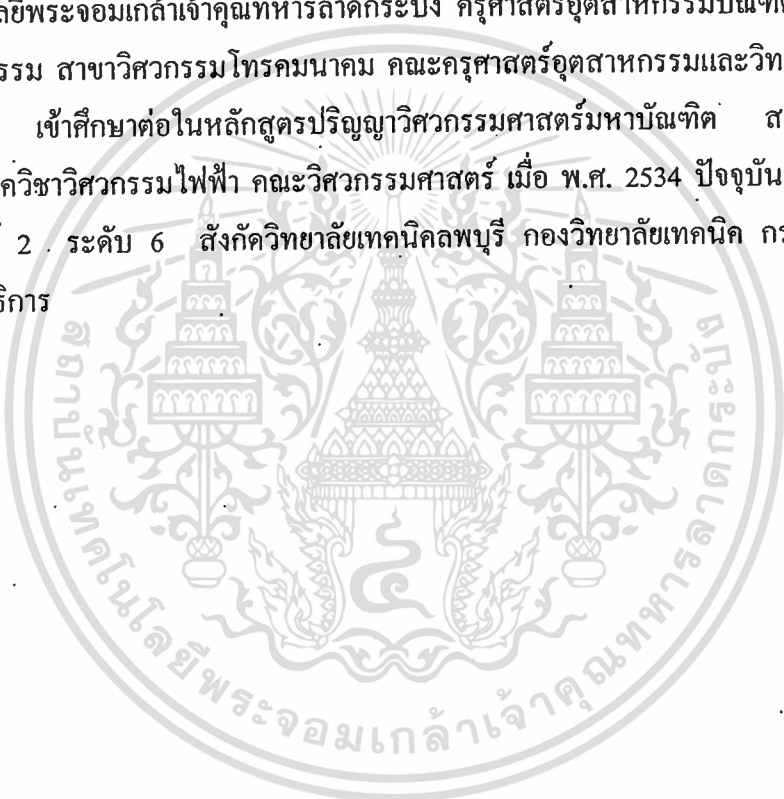 ลยีพระจอมเกล้าเจ้าคุณทหารลาดกระบัง ครุศาสตร์อุตสาหกรรมบัณฑิต
รรม สาขาวิศวกรรมโทรคมนาคม คณะครุศาสตร์อุตสาหกรรมและวิท
เข้าศึกษาต่อในหลักสูตรปริญญาวิศวกรรมศาสตร์มหาบัณฑิต ส
ควิชาวิศวกรรมไฟฟ้า คณะวิศวกรรมศาสตร์ เมื่อ พ.ศ. 2534 ปัจจุบัน
2 ระดับ 6 สังกัดวิทยาลัยเทคนิคลพบุรี กองวิทยาลัยเทคนิค กร
ธิการ
สถาบันเทคโนโลยีพระจอมเกล้าเจ้าคุณทหารลาดกระบัง